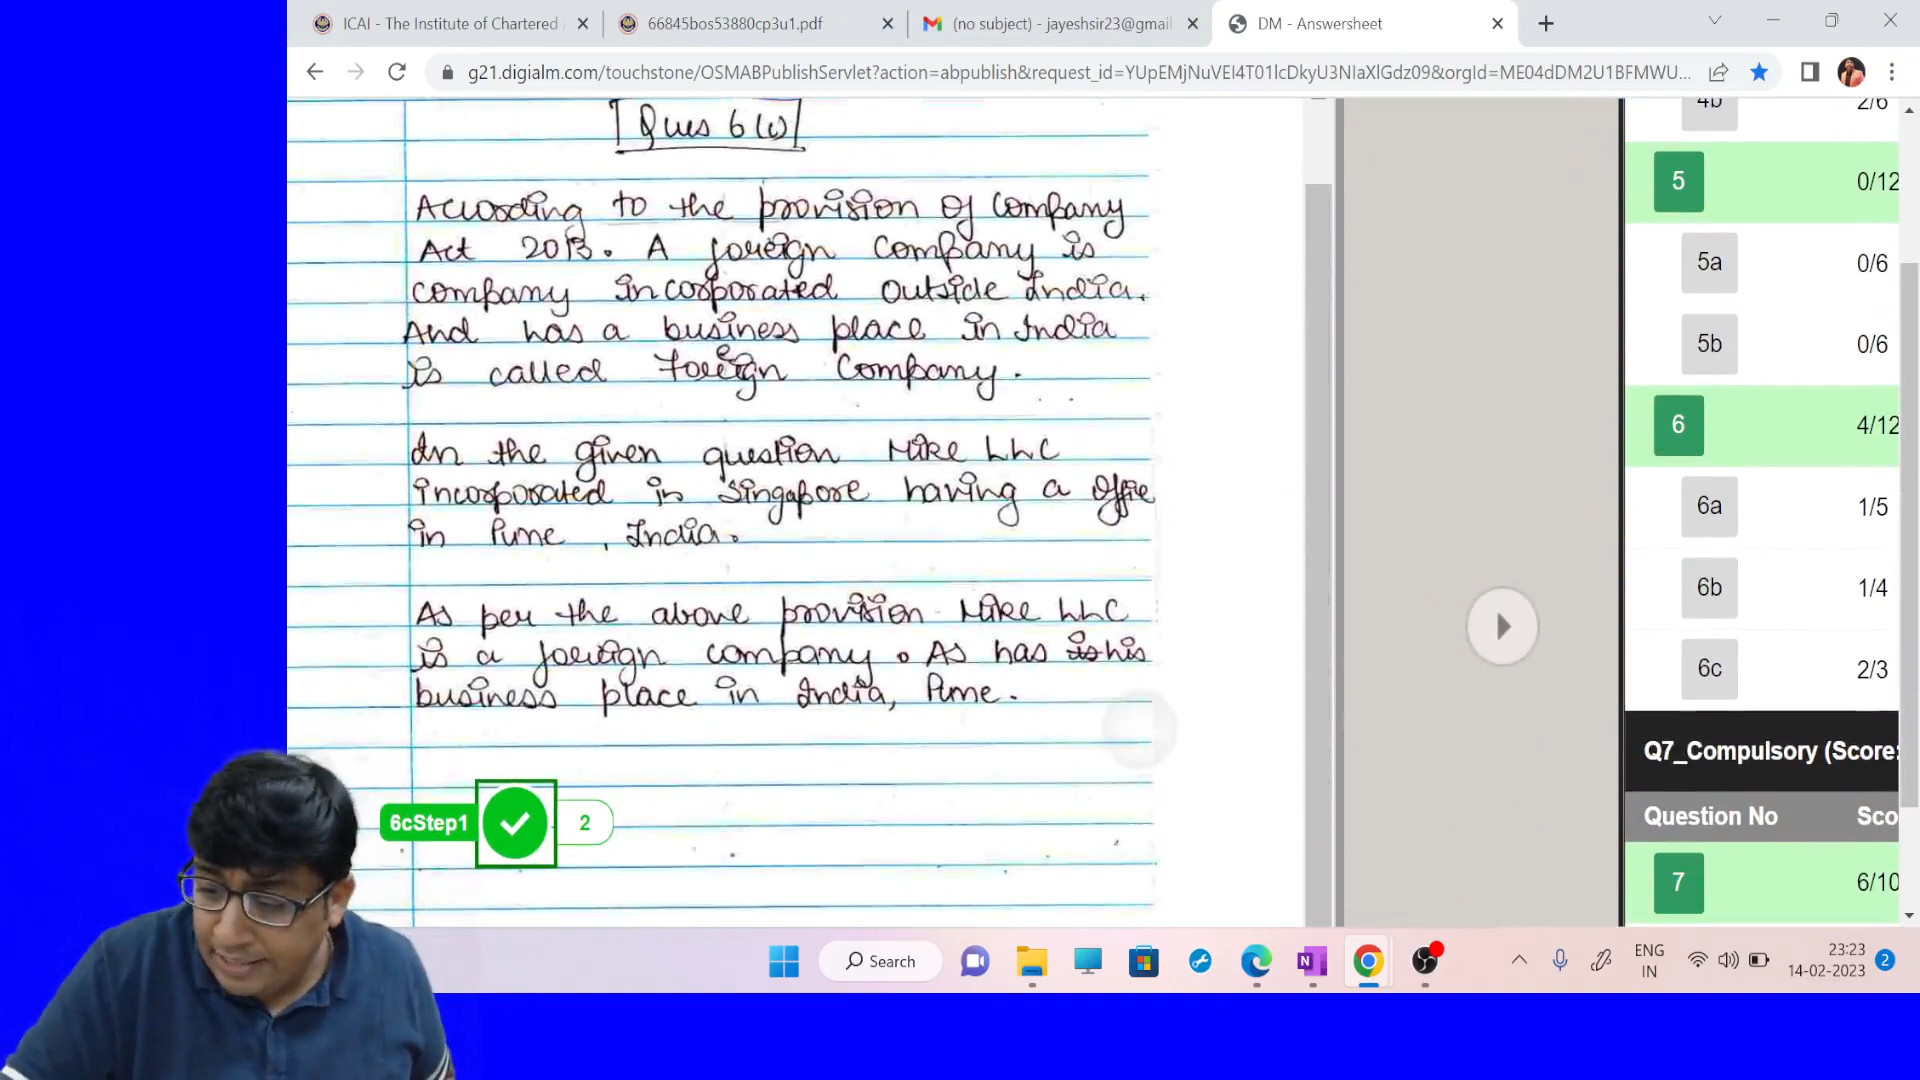 ICAI - The Institute of Chartered
66845bos53880cp3u1.pdf
(no subject) - jayeshsir23@gmail
DM - Answersheet
g21.digialm.com/touchstone/OSMABPublishServlet?action=abpublish&request_id=YUpEMjNuVEI4T01lcDkyU3NIaXlGdz09&orgId=ME04dDM2U1BFMWU...
Ques 6 (c)
According to the provision of Company
Act 2013. A foreign Company is
Company incorporated outside India.
And has a business place in India
is called Foreign Company.
In the given question Mike LLC
incorporated in Singapore having a office
in Pune, India.
As per the above provision Mike LLC
is a foreign company. As has is his
business place in India, Pune.
6cStep1 2
4b 2/6
5 0/12
5a 0/6
5b 0/6
6 4/12
6a 1/5
6b 1/4
6c 2/3
Q7_Compulsory (Score:
Question No Sco
7 6/10
Search
ENG
IN
23:23
14-02-2023
2